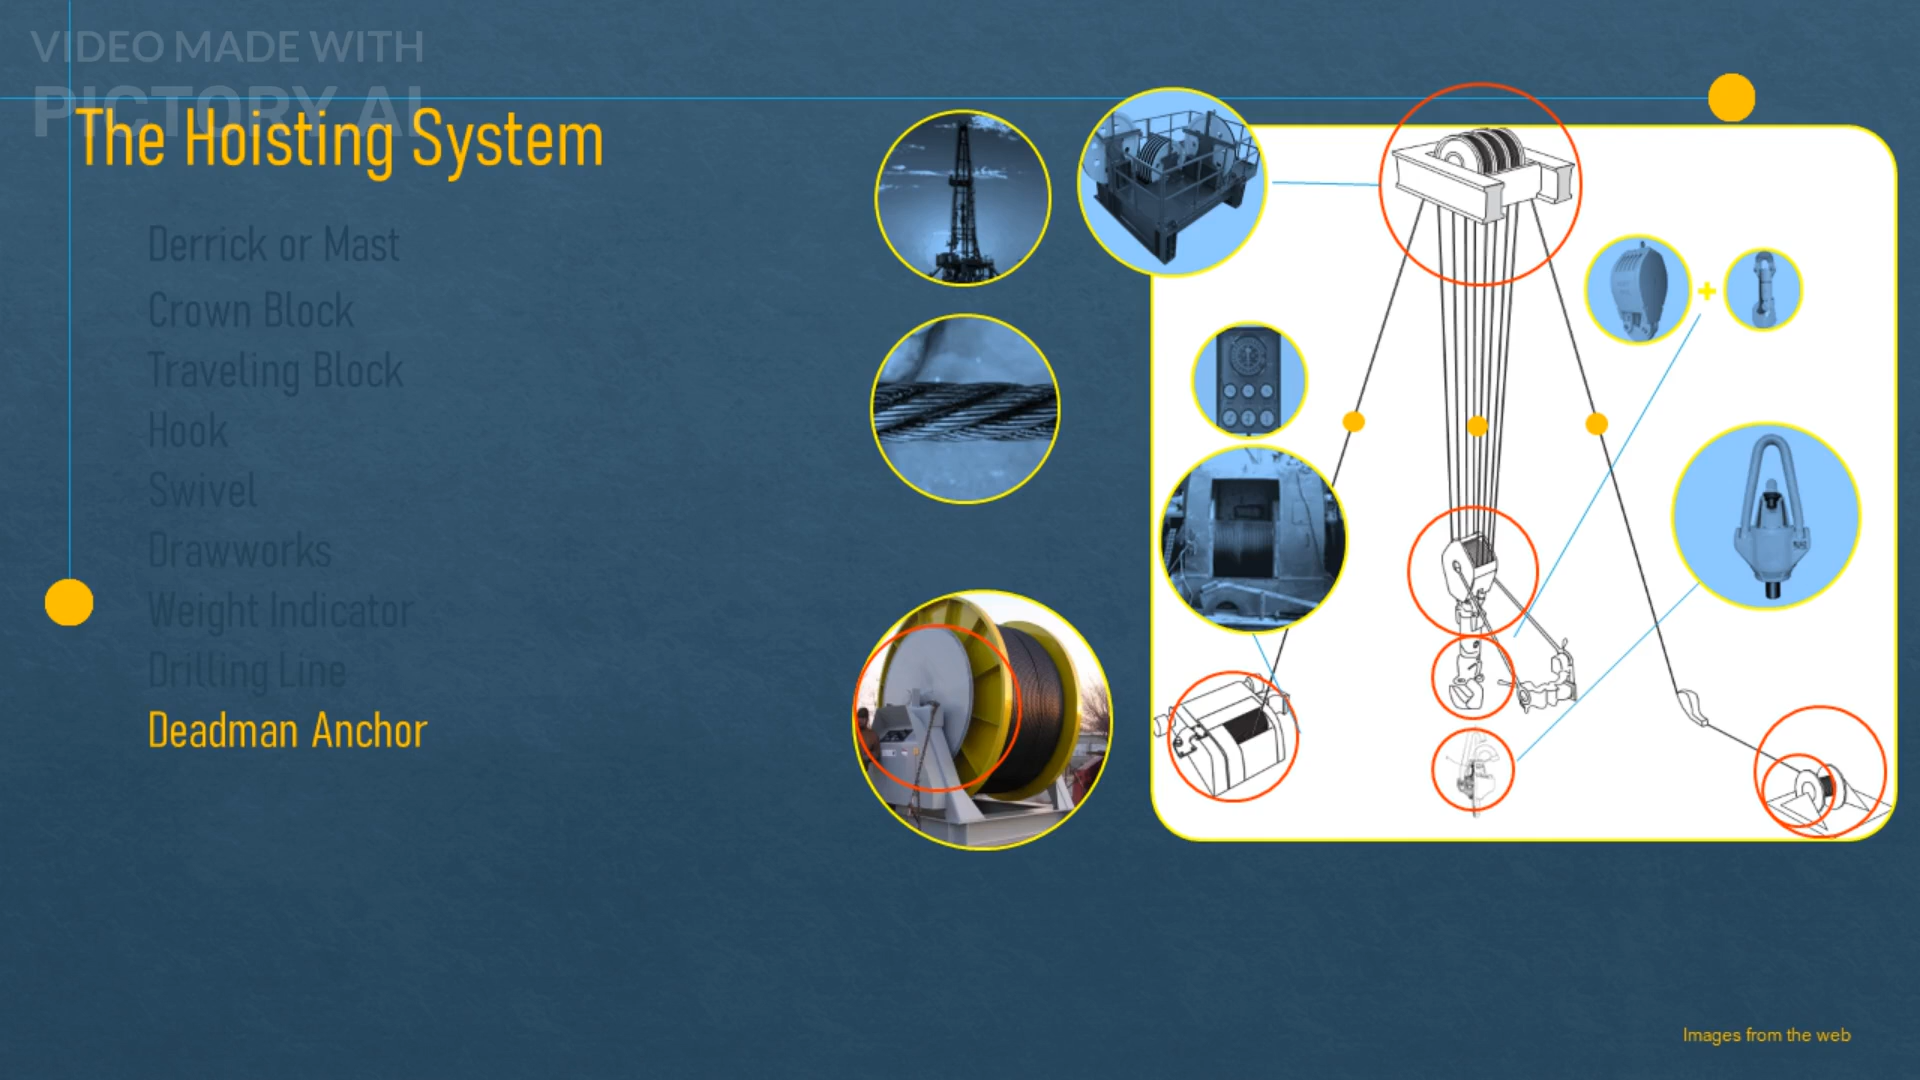 VIDEO MADE WITH
PICTORY AI
The Hoisting System
Derrick or Mast
Crown Block
Traveling Block
Hook
Swivel
Drawworks
Weight Indicator
Drilling Line
Deadman Anchor
+
Images from the web